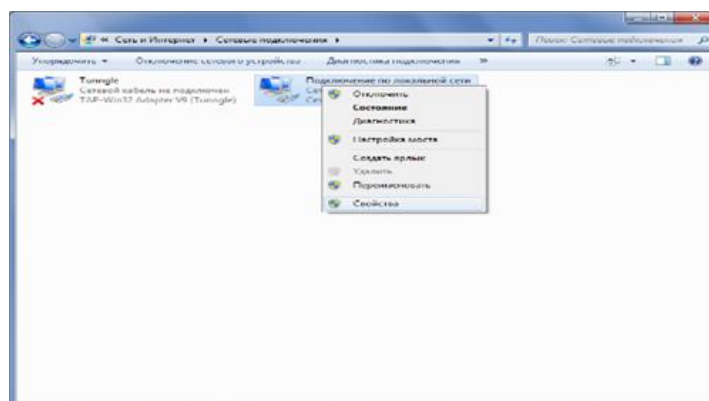 « Сеть и Интернет ▸ Сетевые подключения ▸
Поиск: Сетевые подключения
Упорядочить ▾ Отключение сетевого устройства Диагностика подключения »
Tunngle
Сетевой кабель не подключен
TAP-Win32 Adapter V9 (Tunngle)
Подключение по локальной сети
Отключить
Состояние
Диагностика
Настройка моста
Создать ярлык
Удалить
Переименовать
Свойства